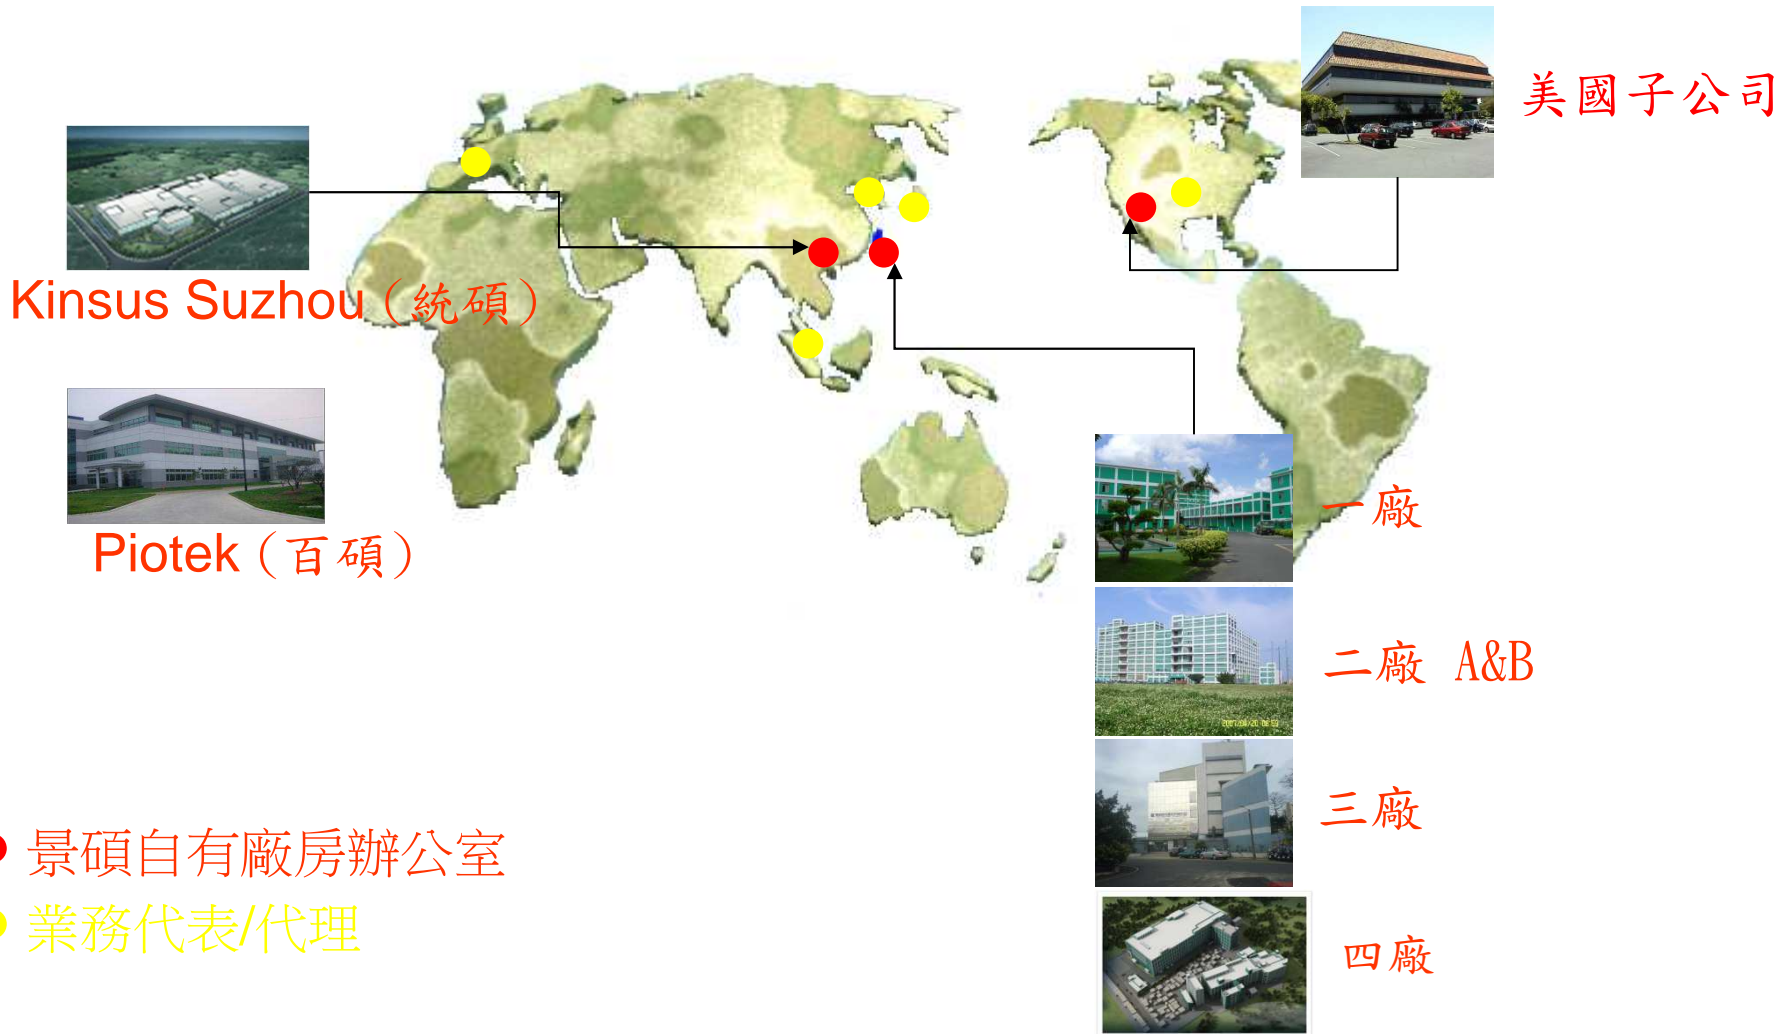 美國子公司
Kinsus Suzhou（統碩）
Piotek（百碩）
一廠
二廠 A&B
三廠
四廠
景碩自有廠房辦公室
業務代表/代理